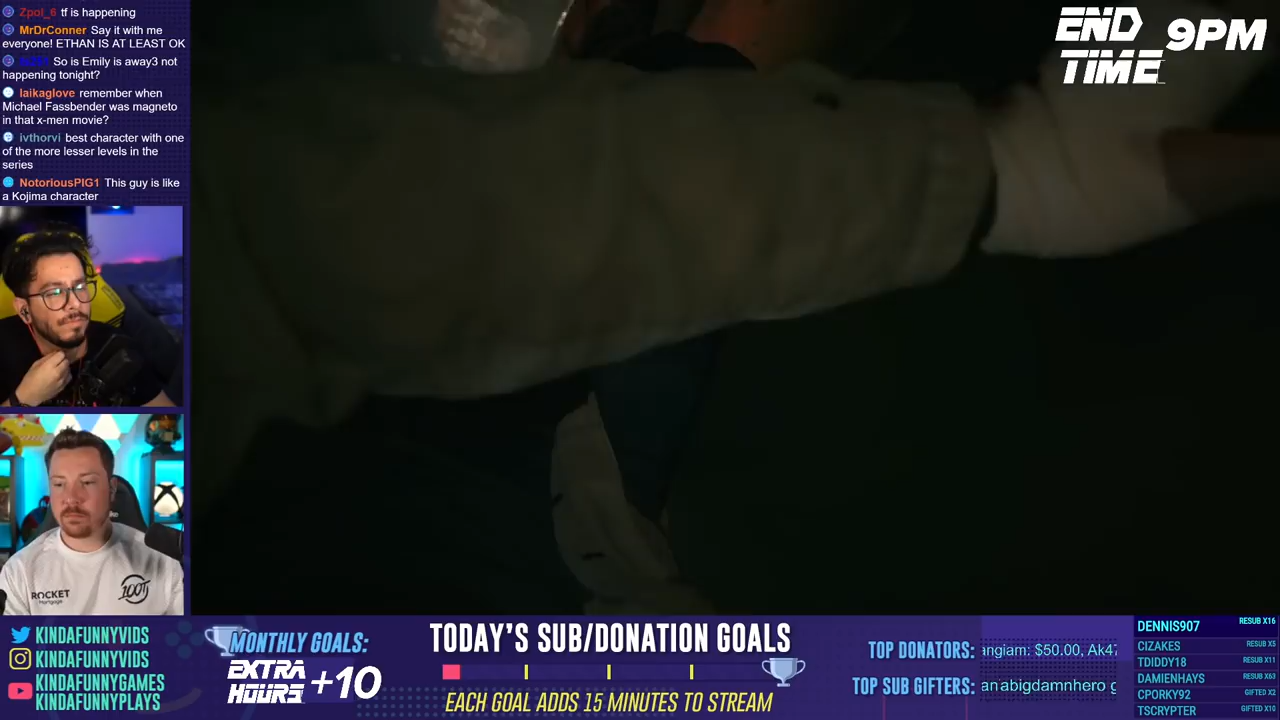 Zpol_6 tf is happening
MrDrConner Say it with me
everyone! ETHAN IS AT LEAST OK
So is Emily is away3 not
happening tonight?
laikaglove remember when
Michael Fassbender was magneto
in that x-men movie?
ivthorvi best character with one
of the more lesser levels in the
series
NotoriousPIG1 This guy is like
a Kojima character
END
TIME
9PM
ROCKET
Mortgage
100T
KINDAFUNNYVIDS
KINDAFUNNYVIDS
KINDAFUNNYGAMES
KINDAFUNNYPLAYS
MONTHLY GOALS:
EXTRA
HOURS +10
TODAY'S SUB/DONATION GOALS
EACH GOAL ADDS 15 MINUTES TO STREAM
TOP DONATORS: angiam: $50.00, Ak47
TOP SUB GIFTERS: anabigdamnhero g
DENNIS907 RESUB X16
CIZAKES RESUB X5
TDIDDY18 RESUB X11
DAMIENHAYS RESUB X63
CPORKY92 GIFTED X2
TSCRYPTER GIFTED X10